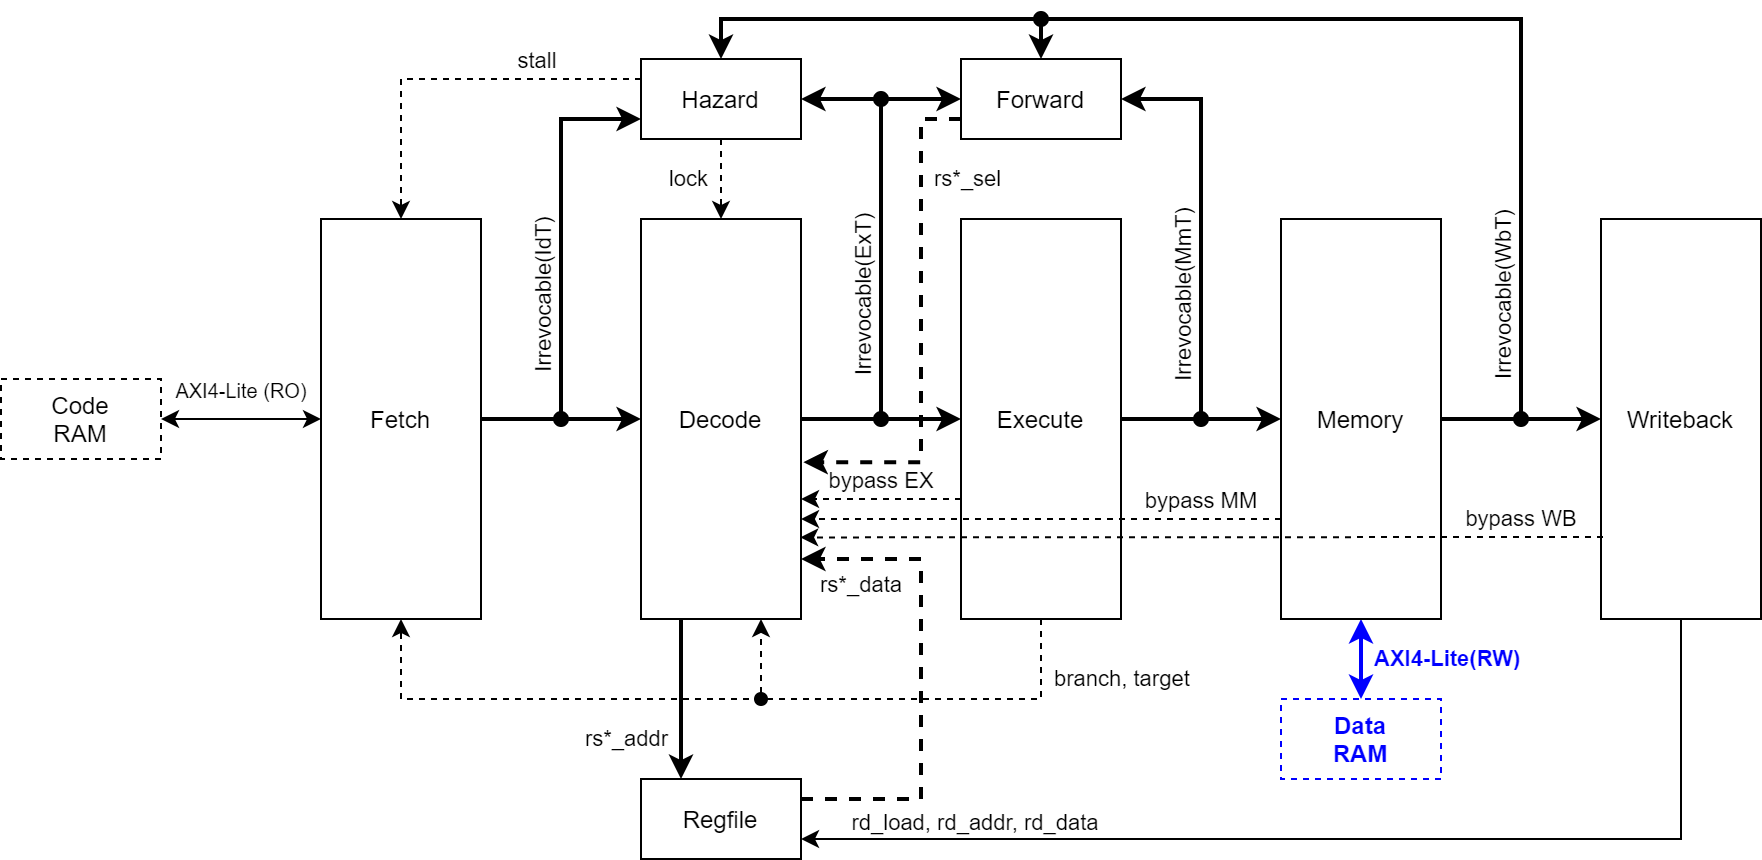 stall
Hazard
Forward
lock
rs*_sel
Irrevocable(IdT)
Irrevocable(ExT)
Irrevocable(MmT)
Irrevocable(WbT)
AXI4-Lite (RO)
Code
RAM
Fetch
Decode
Execute
Memory
Writeback
bypass EX
bypass MM
bypass WB
rs*_data
AXI4-Lite(RW)
branch, target
Data
RAM
rs*_addr
Regfile
rd_load, rd_addr, rd_data